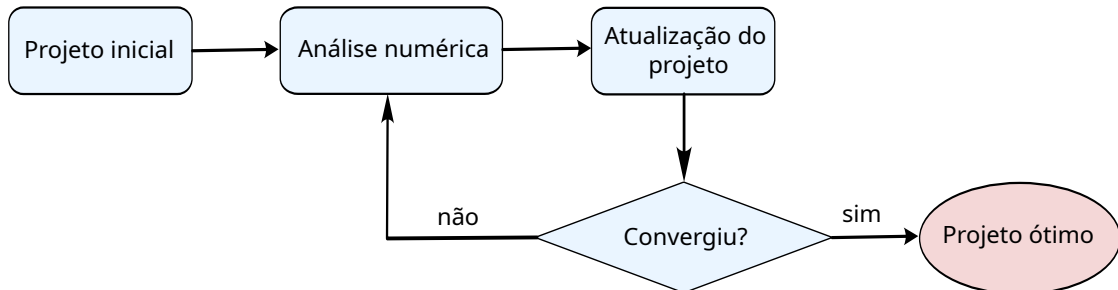 Projeto inicial
Análise numérica
Atualização do
projeto
não
Convergiu?
sim
Projeto ótimo